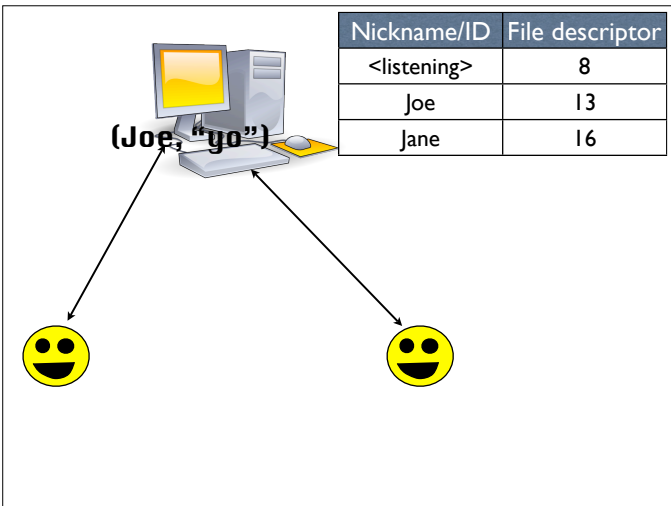 Nickname/ID File descriptor
<listening> 8
Joe 13
Jane 16
(Joe, “yo”)